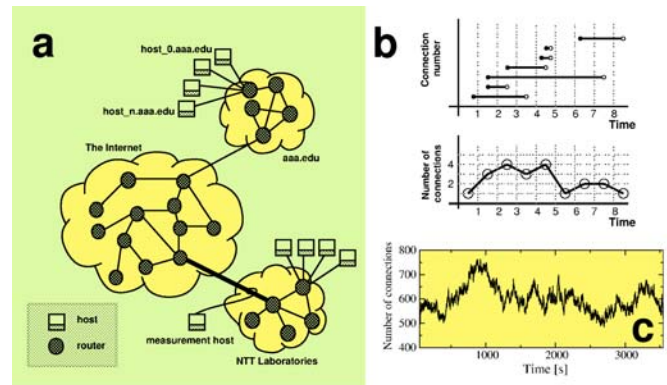 a
host_0.aaa.edu
host_n.aaa.edu
The Internet
aaa.edu
host
router
measurement host
NTT Laboratories
b
Connection
number
1 2 3 4 5 6 7 8
Time
Number of
connections
4
2
1 2 3 4 5 6 7 8
Time
Number of connections
800
700
600
500
400
1000 2000 3000
Time [s]
c